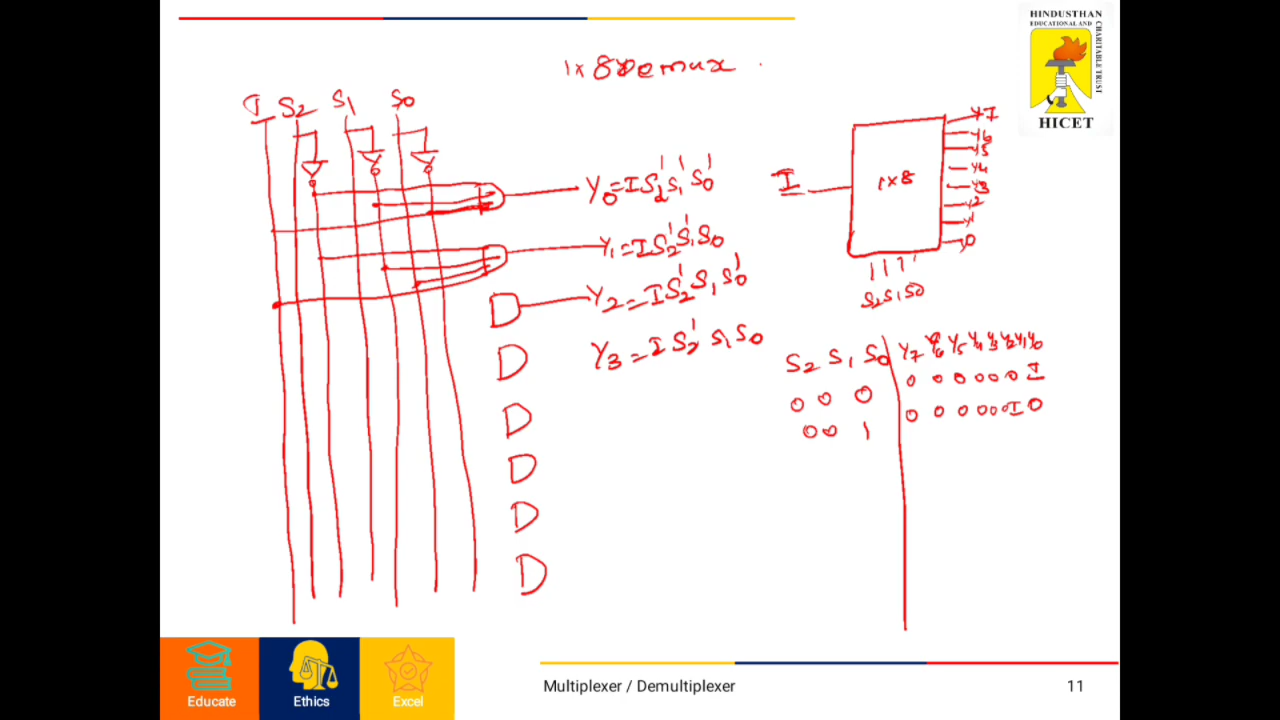 HINDUSTHAN
EDUCATIONAL AND
CHARITABLE TRUST
HICET
1x8 Demux
I S2 S1 S0
Y0=IS2's1's0'
Y1=IS2's1's0
Y2=IS2's1s0'
Y3=IS2's1s0
I
1x8
Y7
Y6
Y5
Y4
Y3
Y2
Y1
S2 S1 S0
S2 S1 S0 Y7 Y6 Y5 Y4 Y3 Y2 Y1 Y0
0 0 0 0 0 0 0 0 0 I
0 0 1 0 0 0 0 0 0 I 0
Educate
Ethics
Excel
Multiplexer / Demultiplexer
11